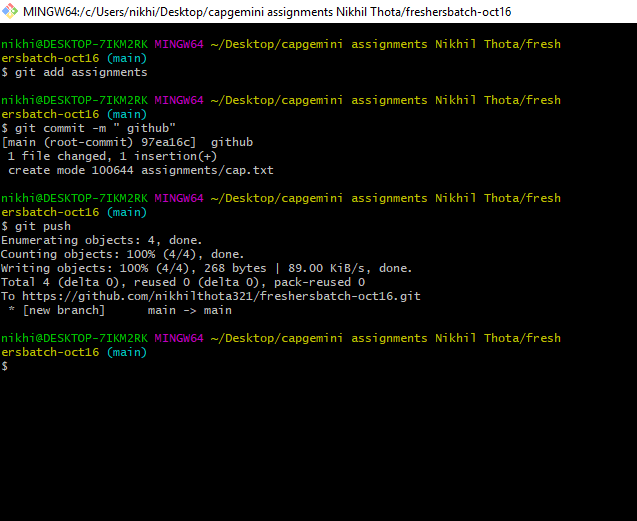 MINGW64:/c/Users/nikhi/Desktop/capgemini assignments Nikhil Thota/freshersbatch-oct16
nikhi@DESKTOP-7IKM2RK MINGW64 ~/Desktop/capgemini assignments Nikhil Thota/fresh
ersbatch-oct16 (main)
$ git add assignments
nikhi@DESKTOP-7IKM2RK MINGW64 ~/Desktop/capgemini assignments Nikhil Thota/fresh
ersbatch-oct16 (main)
$ git commit -m " github"
[main (root-commit) 97ea16c]  github
 1 file changed, 1 insertion(+)
 create mode 100644 assignments/cap.txt
nikhi@DESKTOP-7IKM2RK MINGW64 ~/Desktop/capgemini assignments Nikhil Thota/fresh
ersbatch-oct16 (main)
$ git push
Enumerating objects: 4, done.
Counting objects: 100% (4/4), done.
Writing objects: 100% (4/4), 268 bytes | 89.00 KiB/s, done.
Total 4 (delta 0), reused 0 (delta 0), pack-reused 0
To https://github.com/nikhilthota321/freshersbatch-oct16.git
 * [new branch]      main -> main
nikhi@DESKTOP-7IKM2RK MINGW64 ~/Desktop/capgemini assignments Nikhil Thota/fresh
ersbatch-oct16 (main)
$